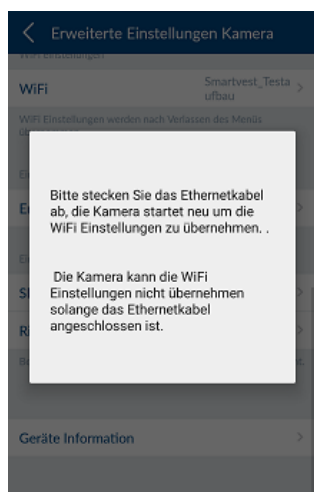 Erweiterte Einstellungen Kamera
WiFi Einstellungen
WiFi
Smartvest_Testa
ufbau
WiFi Einstellungen werden nach Verlassen des Menüs
Bitte stecken Sie das Ethernetkabel
ab, die Kamera startet neu um die
WiFi Einstellungen zu übernehmen. .
Die Kamera kann die WiFi
Einstellungen nicht übernehmen
solange das Ethernetkabel
angeschlossen ist.
Geräte Information